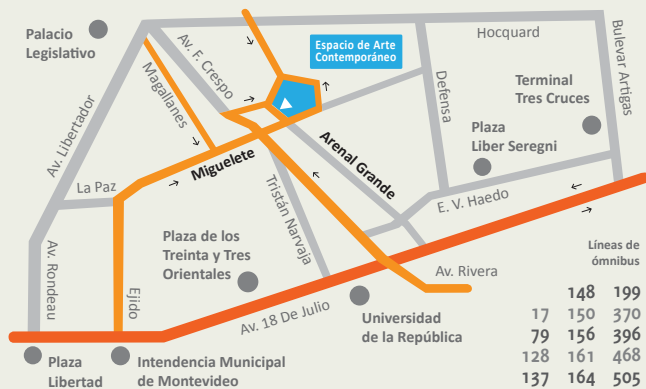 Palacio
Legislativo
Av. Libertador
Magallanes
Av. F. Crespo
Espacio de Arte
Contemporáneo
Hocquard
Bulevar Artigas
Defensa
Terminal
Tres Cruces
Plaza
Liber Seregni
Arenal Grande
Miguelete
La Paz
Tristán Narvaja
E. V. Haedo
Av. Rondeau
Ejido
Plaza de los
Treinta y Tres
Orientales
Av. Rivera
Av. 18 De Julio
Universidad
de la República
Plaza
Libertad
Intendencia Municipal
de Montevideo
Líneas de
ómnibus
148 199
17 150 370
79 156 396
128 161 468
137 164 505